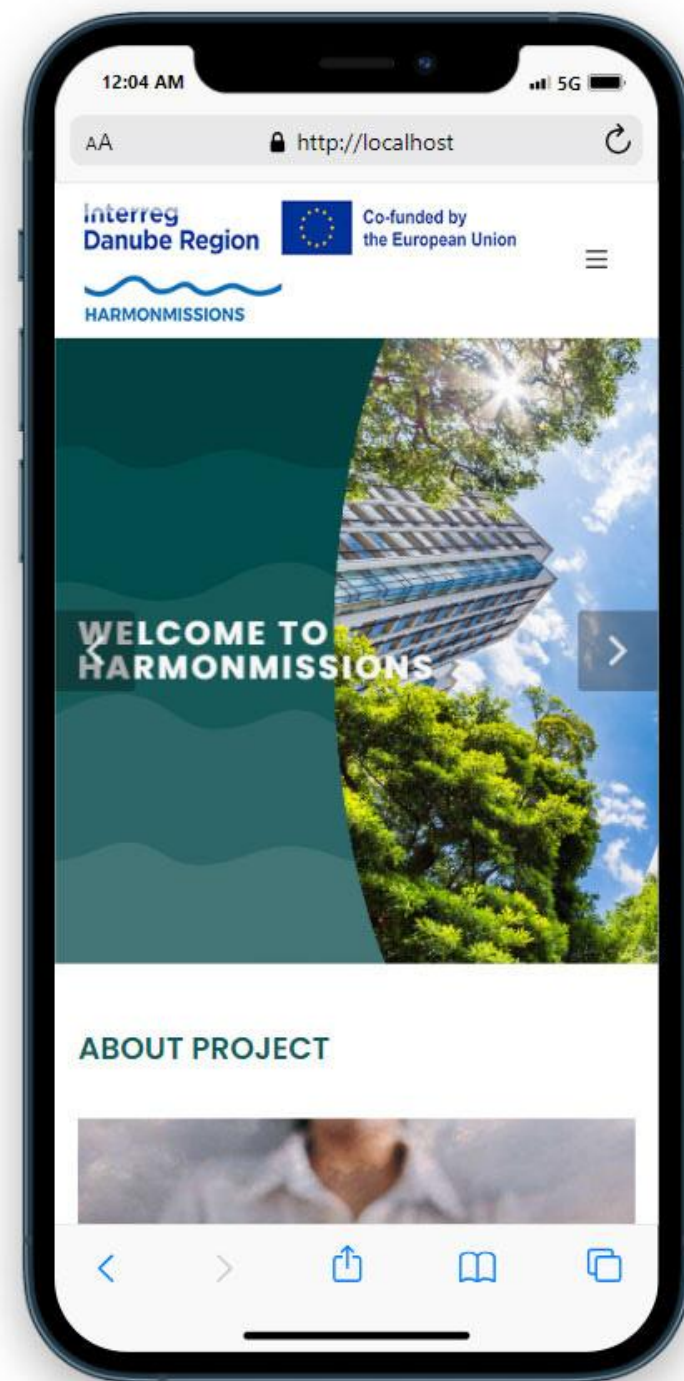 12:04 AM
5G
AA
http://localhost
Interreg
Danube Region
Co-funded by
the European Union
HARMONMISSIONS
WELCOME TO
HARMONMISSIONS
ABOUT PROJECT